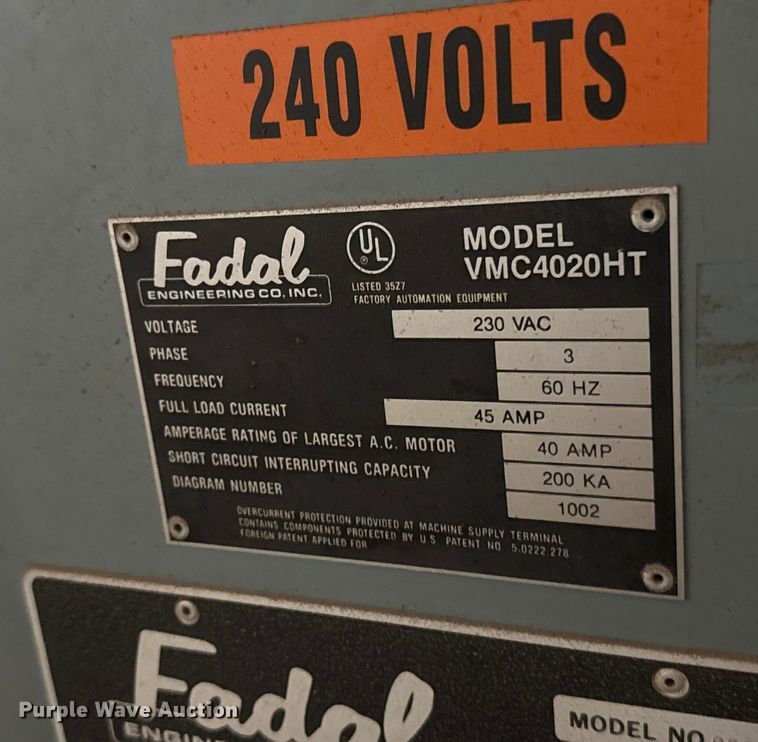 240 VOLTS
Fadal
ENGINEERING CO. INC.
UL
®
LISTED 3527
FACTORY AUTOMATION EQUIPMENT
MODEL
VMC4020HT
VOLTAGE 230 VAC
PHASE 3
FREQUENCY 60 HZ
FULL LOAD CURRENT 45 AMP
AMPERAGE RATING OF LARGEST A.C. MOTOR 40 AMP
SHORT CIRCUIT INTERRUPTING CAPACITY 200 KA
DIAGRAM NUMBER 1002
OVERCURRENT PROTECTION PROVIDED AT MACHINE SUPPLY TERMINAL
CONTAINS COMPONENTS PROTECTED BY U.S. PATENT NO 5.0222.278
FOREIGN PATENT APPLIED FOR
Fadal
MODEL NO.
Purple Wave Auction